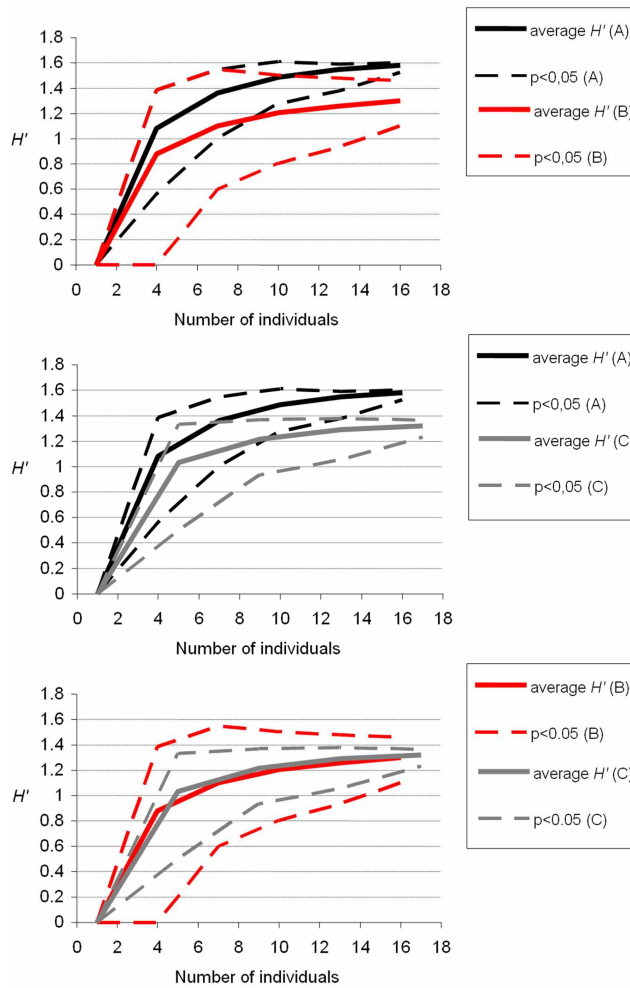 1.8
1.6
1.4
1.2
1
0.8
0.6
0.4
0.2
0
H'
0 2 4 6 8 10 12 14 16 18
Number of individuals
average H' (A)
p<0,05 (A)
average H' (B)
p<0,05 (B)
1.8
1.6
1.4
1.2
1
0.8
0.6
0.4
0.2
0
H'
0 2 4 6 8 10 12 14 16 18
Number of individuals
average H' (A)
p<0,05 (A)
average H' (C
p<0,05 (C)
1.8
1.6
1.4
1.2
1
0.8
0.6
0.4
0.2
0
H'
0 2 4 6 8 10 12 14 16 18
Number of individuals
average H' (B)
p<0.05 (B)
average H' (C)
p<0.05 (C)